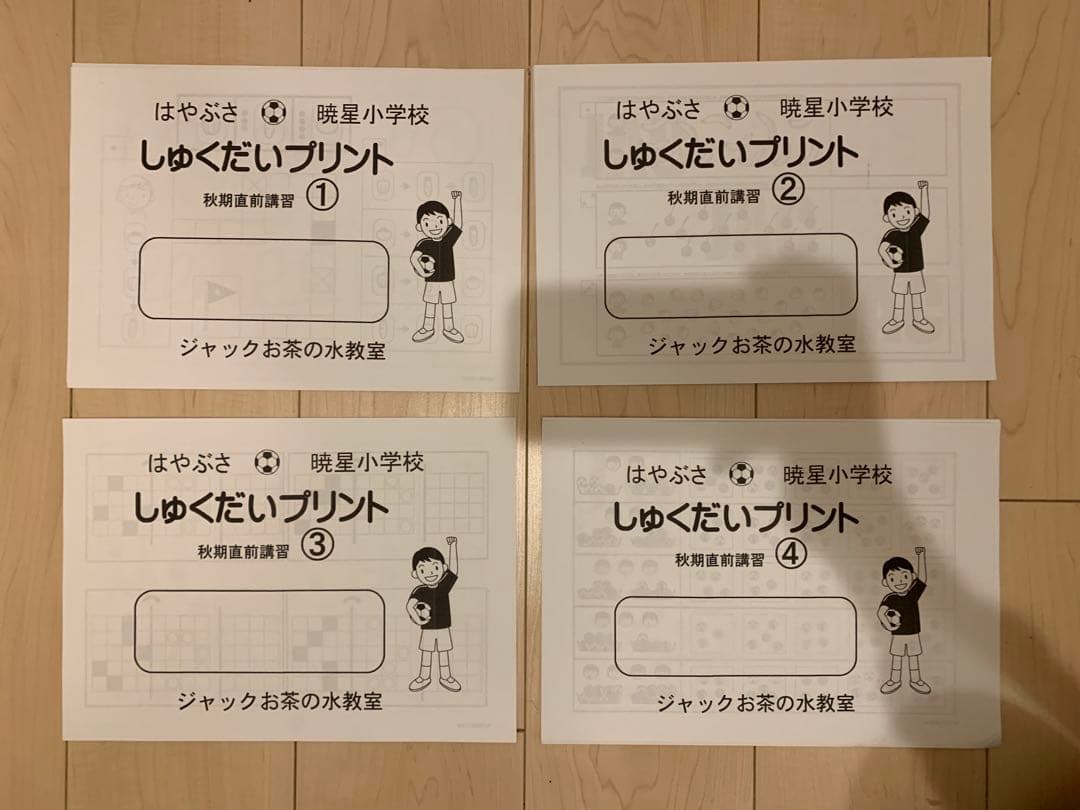 はやぶさ 暁星小学校
しゅくだいプリント
秋期直前講習 ①
ジャックお茶の水教室
はやぶさ 暁星小学校
しゅくだいプリント
秋期直前講習 ②
ジャックお茶の水教室
はやぶさ 暁星小学校
しゅくだいプリント
秋期直前講習 ③
ジャックお茶の水教室
はやぶさ 暁星小学校
しゅくだいプリント
秋期直前講習 ④
ジャックお茶の水教室